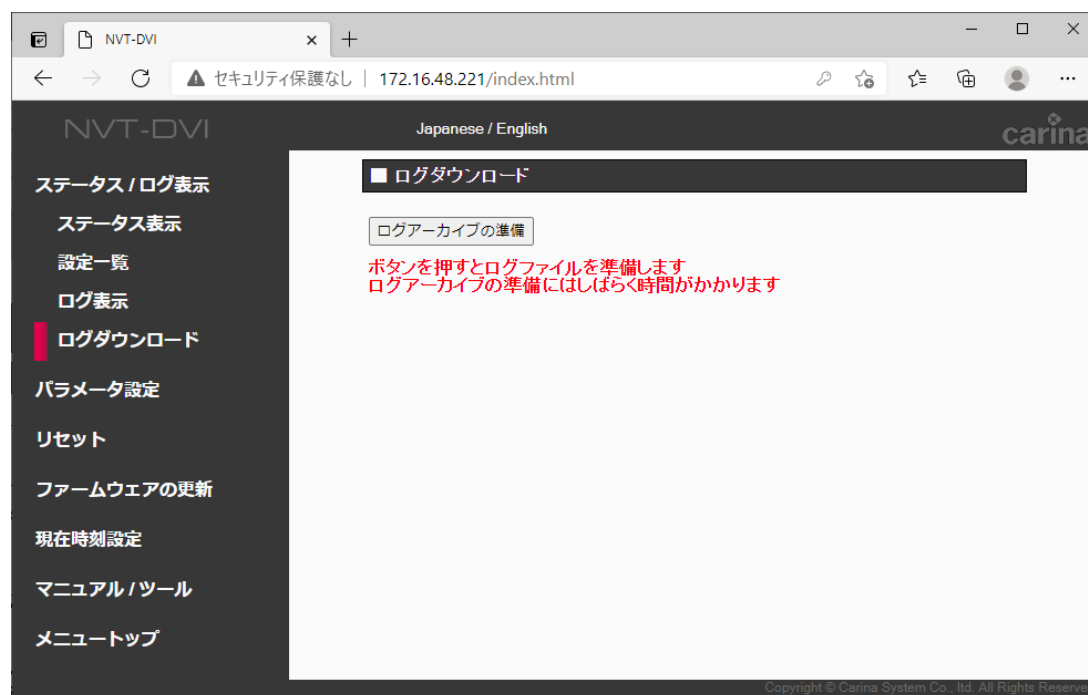 NVT-DVI
セキュリティ保護なし | 172.16.48.221/index.html
NVT-DVI
Japanese / English
carina
ステータス / ログ表示
ステータス表示
設定一覧
ログ表示
ログダウンロード
パラメータ設定
リセット
ファームウェアの更新
現在時刻設定
マニュアル / ツール
メニュートップ
■ ログダウンロード
ログアーカイブの準備
ボタンを押すとログファイルを準備します
ログアーカイブの準備にはしばらく時間がかかります
Copyright © Carina System Co., ltd. All Rights Reserve